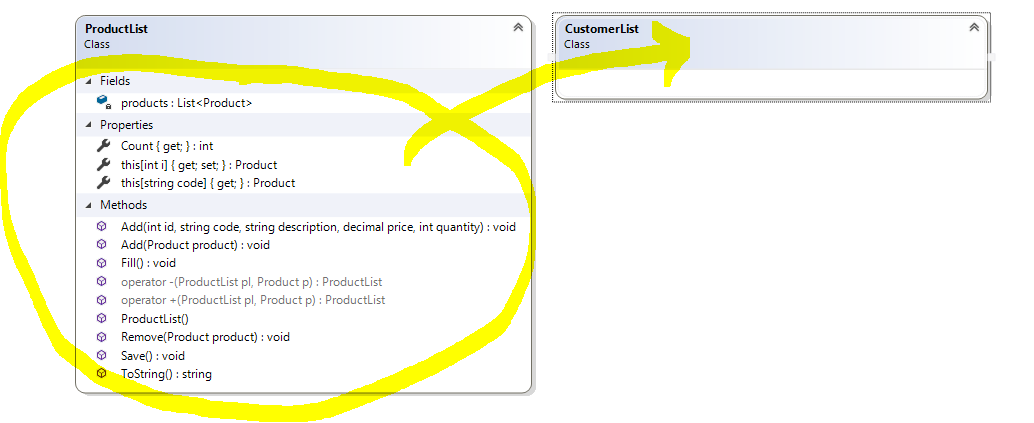 ProductList
Class
Fields
products : List<Product>
Properties
Count { get; } : int
this[int i] { get; set; } : Product
this[string code] { get; } : Product
Methods
Add(int id, string code, string description, decimal price, int quantity) : void
Add(Product product) : void
Fill() : void
operator -(ProductList pl, Product p) : ProductList
operator +(ProductList pl, Product p) : ProductList
ProductList()
Remove(Product product) : void
Save() : void
ToString() : string
CustomerList
Class